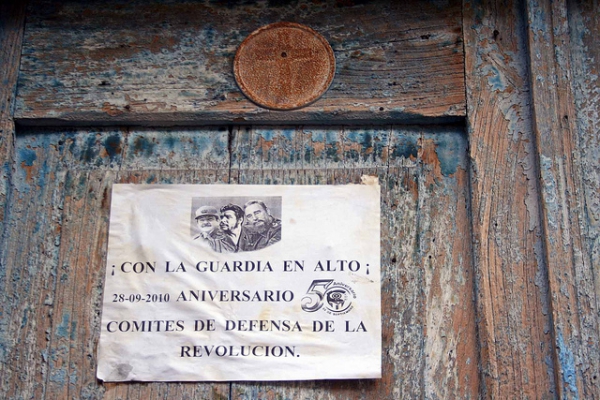 ¡CON LA GUARDIA EN ALTO¡
28-09-2010 ANIVERSARIO 50
COMITES DE DEFENSA DE LA
REVOLUCION.